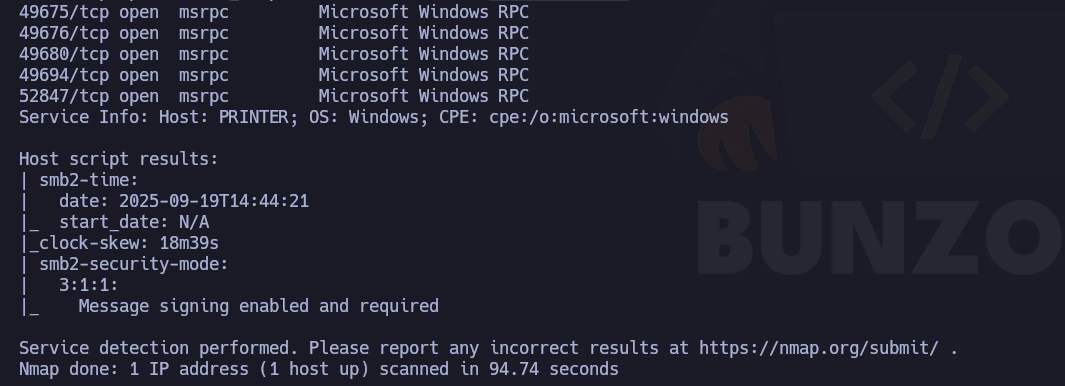 49675/tcp open  msrpc         Microsoft Windows RPC
49676/tcp open  msrpc         Microsoft Windows RPC
49680/tcp open  msrpc         Microsoft Windows RPC
49694/tcp open  msrpc         Microsoft Windows RPC
52847/tcp open  msrpc         Microsoft Windows RPC
Service Info: Host: PRINTER; OS: Windows; CPE: cpe:/o:microsoft:windows

Host script results:
| smb2-time:
|   date: 2025-09-19T14:44:21
|_  start_date: N/A
|_clock-skew: 18m39s
| smb2-security-mode:
|   3:1:1:
|_    Message signing enabled and required

Service detection performed. Please report any incorrect results at https://nmap.org/submit/ .
Nmap done: 1 IP address (1 host up) scanned in 94.74 seconds
</>
BUNZO